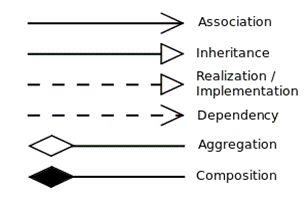 Association
Inheritance
Realization /
Implementation
Dependency
Aggregation
Composition